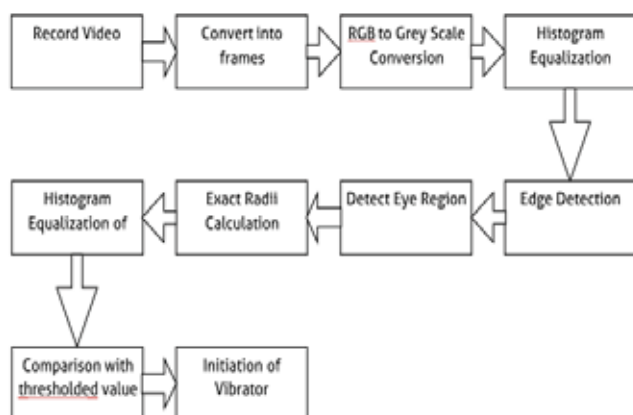 Record Video
Convert into
frames
RGB to Grey Scale
Conversion
Histogram
Equalization
Edge Detection
Detect Eye Region
Exact Radii
Calculation
Histogram
Equalization of
Comparison with
thresholded value
Initiation of
Vibrator